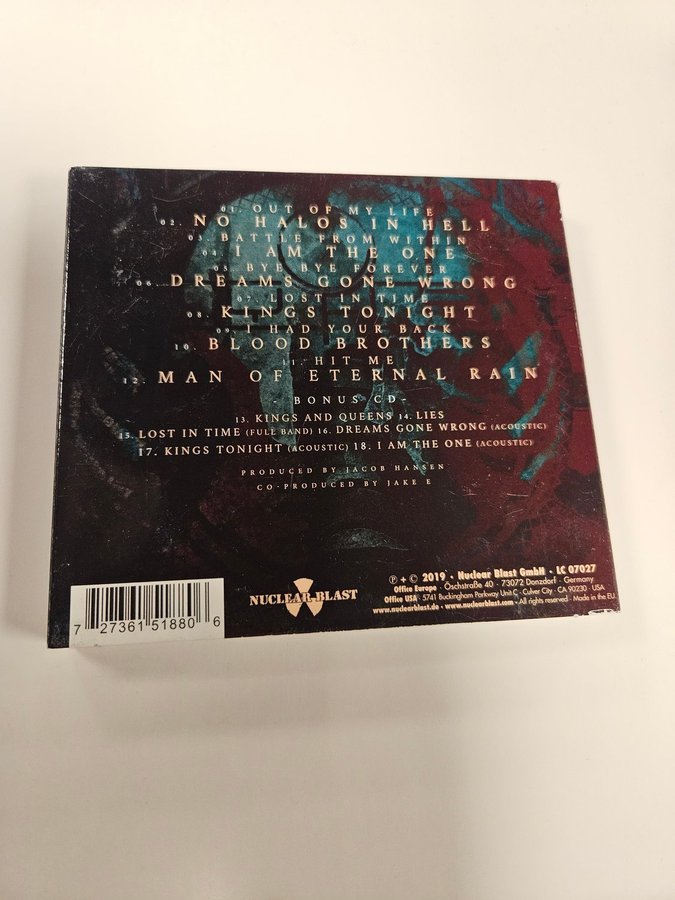 01. OUT OF MY LIFE
02. NO HALOS IN HELL
03. BATTLE FROM WITHIN
04. I AM THE ONE
05. BYE BYE FOREVER
06. DREAMS GONE WRONG
07. LOST IN TIME
08. KINGS TONIGHT
09. I HAD YOUR BACK
10. BLOOD BROTHERS
11. HIT ME
12. MAN OF ETERNAL RAIN
- BONUS CD -
13. KINGS AND QUEENS 14. LIES
15. LOST IN TIME (FULL BAND) 16. DREAMS GONE WRONG (ACOUSTIC)
17. KINGS TONIGHT (ACOUSTIC) 18. I AM THE ONE (ACOUSTIC)
PRODUCED BY JACOB HANSEN
CO-PRODUCED BY JAKE E
NUCLEAR BLAST
℗ + © 2019 · Nuclear Blast GmbH · LC 07027
Office Europe · Öschstraße 40 · 73072 Donzdorf · Germany
Office USA · 5741 Buckingham Parkway Unit C · Culver City · CA 90230 · USA
www.nuclearblast.de · www.nuclearblast.com · All rights reserved · Made in the EU.
7 27361 51880 6